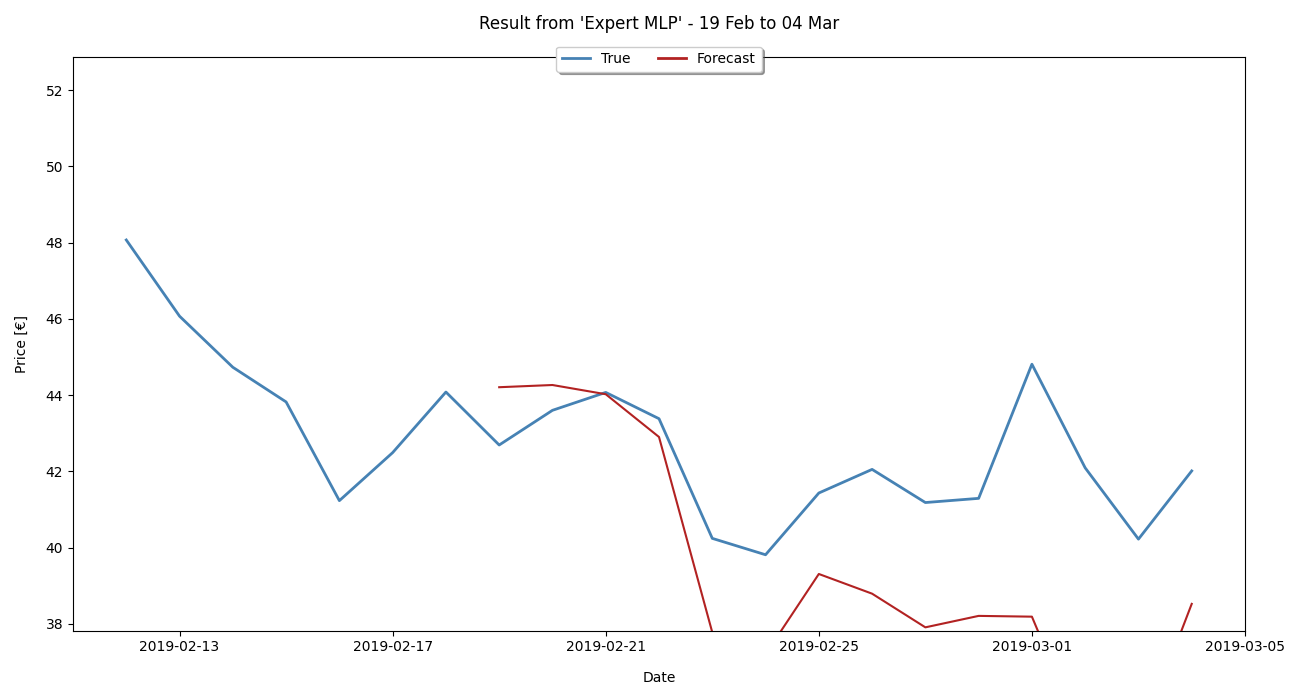 Result from 'Expert MLP' - 19 Feb to 04 Mar
True Forecast
52
50
48
46
44
42
40
38
Price [€]
2019-02-13 2019-02-17 2019-02-21 2019-02-25 2019-03-01 2019-03-05
Date